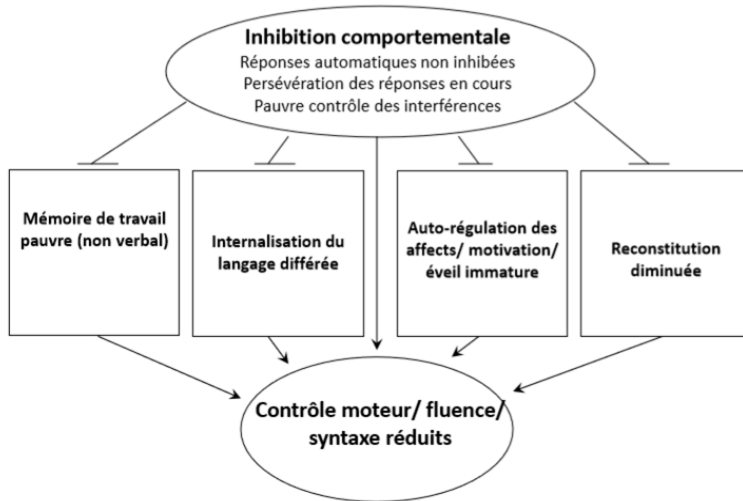 Inhibition comportementale
Réponses automatiques non inhibées
Persévération des réponses en cours
Pauvre contrôle des interférences
Mémoire de travail
pauvre (non verbal)
Internalisation du
langage différée
Auto-régulation des
affects/ motivation/
éveil immature
Reconstitution
diminuée
Contrôle moteur/ fluence/
syntaxe réduits